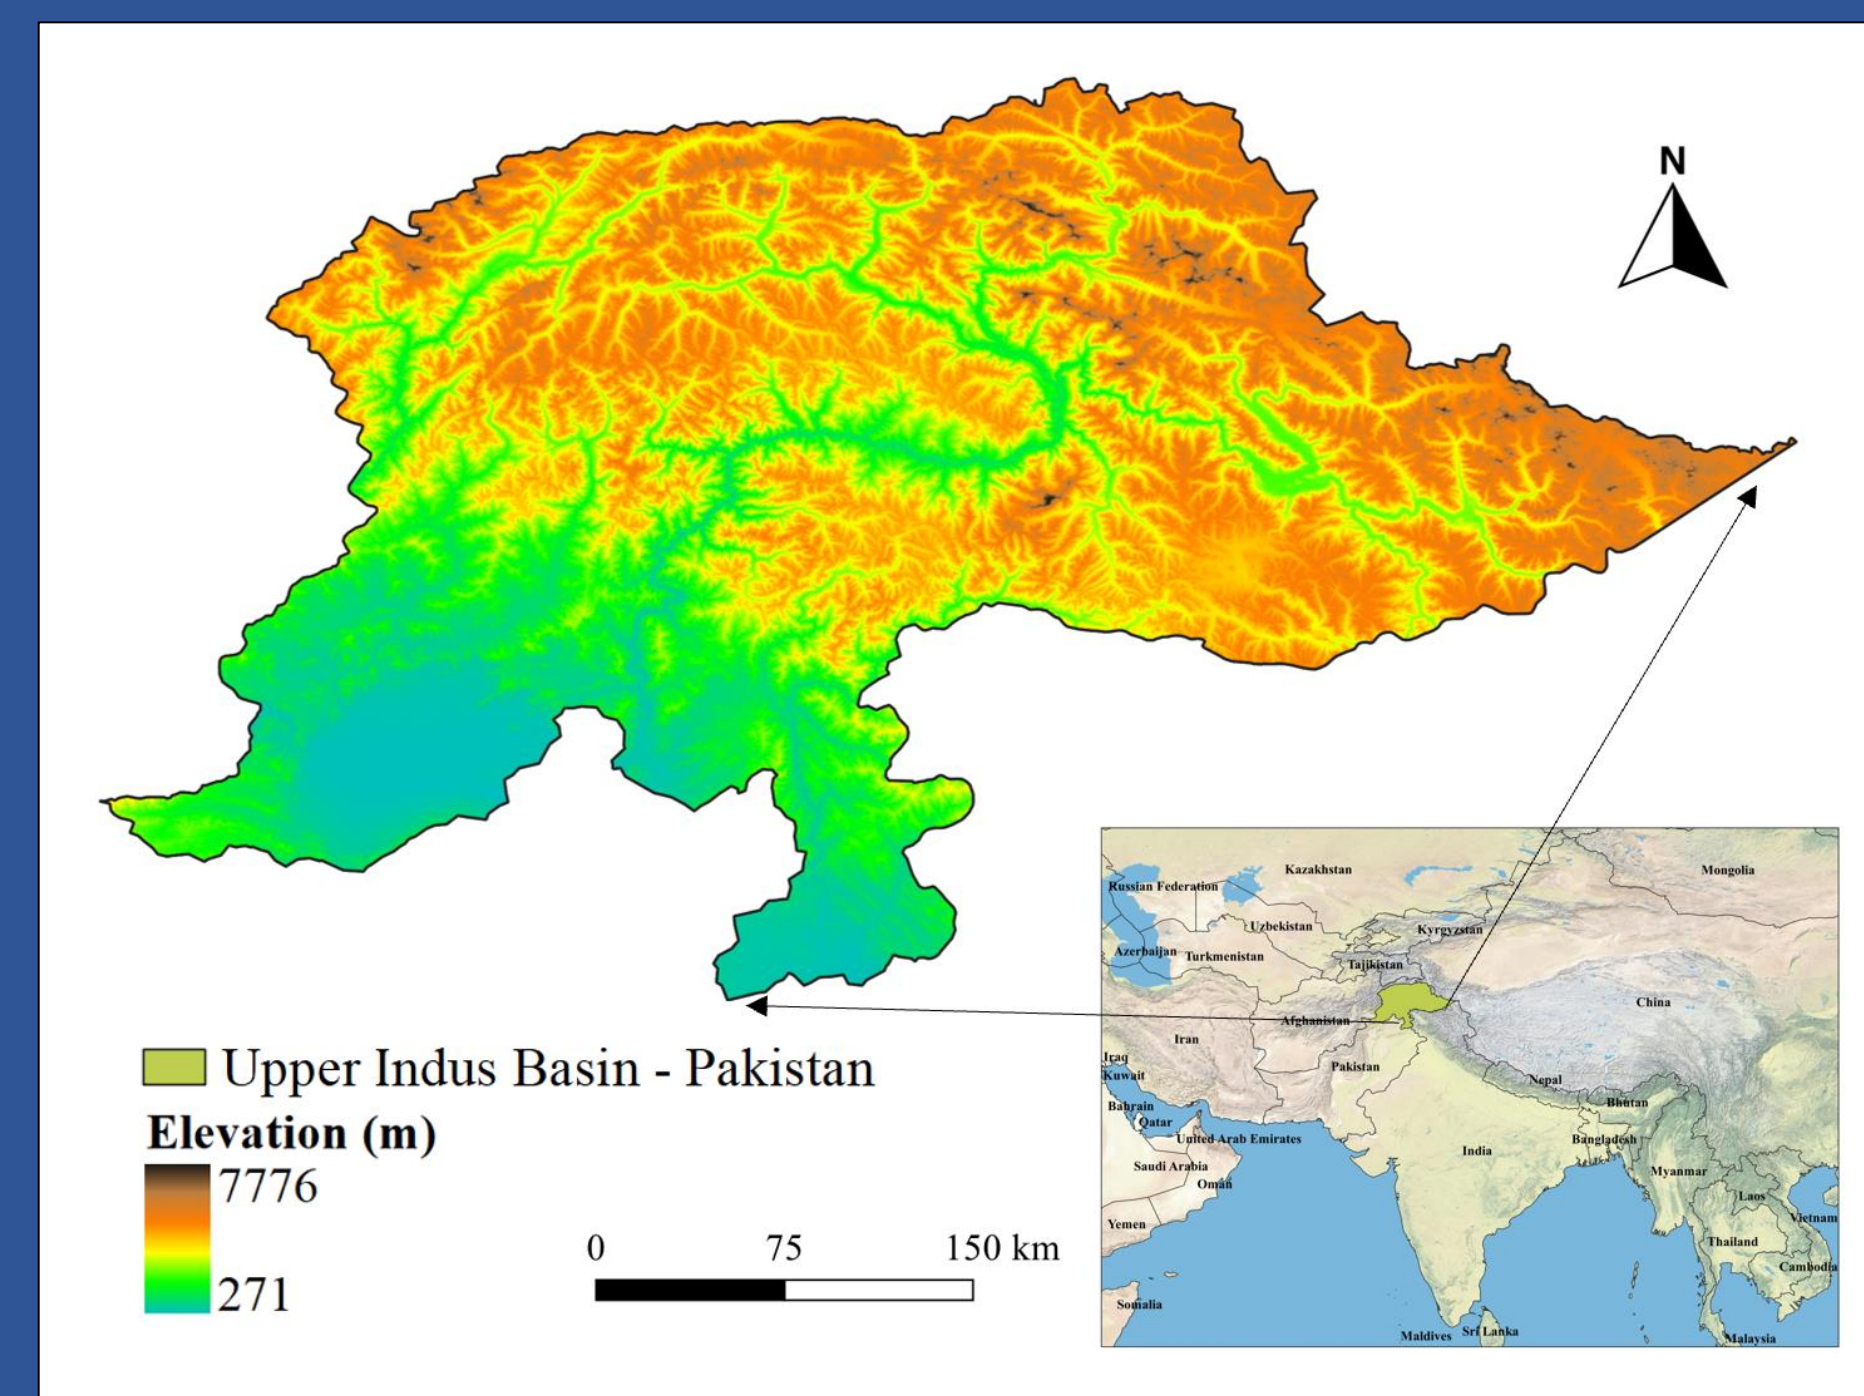 N
Upper Indus Basin - Pakistan
Elevation (m)
7776
271
0 75 150 km
Kazakhstan
Mongolia
Russian Federation
Uzbekistan
Kyrgyzstan
Azerbaijan
Turkmenistan
Tajikistan
China
Afghanistan
Iran
Iraq
Pakistan
Kuwait
Nepal
Bahrain
Bhutan
Qatar
United Arab Emirates
Bangladesh
India
Saudi Arabia
Myanmar
Oman
Laos
Yemen
Vietnam
Thailand
Cambodia
Somalia
Maldives
Sri Lanka
Malaysia